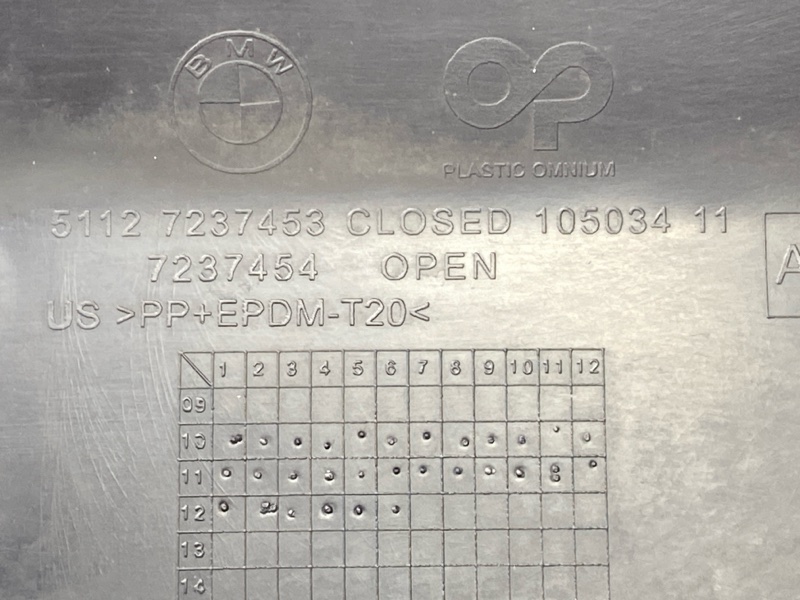 BMW
OP
PLASTIC OMNIUM
5112 7237453 CLOSED 105034 11
7237454 OPEN
A
US >PP+EPDM-T20<
1 2 3 4 5 6 7 8 9 10 11 12
09
10
11
12
13
14